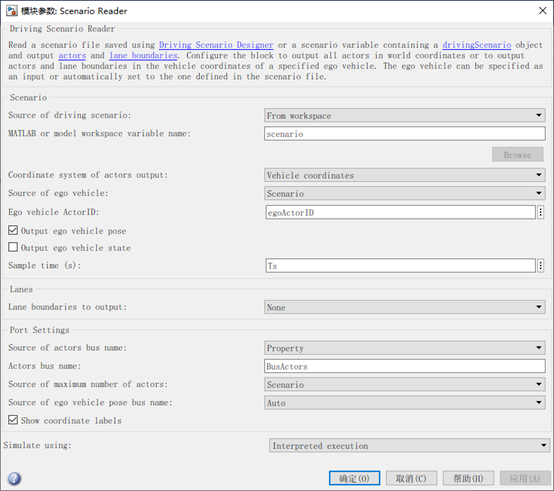 模块参数: Scenario Reader
Driving Scenario Reader
Read a scenario file saved using Driving Scenario Designer or a scenario variable containing a drivingScenario object
and output actors and lane boundaries. Configure the block to output all actors in world coordinates or to output
actors and lane boundaries in the vehicle coordinates of a specified ego vehicle. The ego vehicle can be specified as
an input or automatically set to the one defined in the scenario file.
Scenario
Source of driving scenario: From workspace
MATLAB or model workspace variable name: scenario
Browse
Coordinate system of actors output: Vehicle coordinates
Source of ego vehicle: Scenario
Ego vehicle ActorID: egoActorID
Output ego vehicle pose
Output ego vehicle state
Sample time (s): Ts
Lanes
Lane boundaries to output: None
Port Settings
Source of actors bus name: Property
Actors bus name: BusActors
Source of maximum number of actors: Scenario
Source of ego vehicle pose bus name: Auto
Show coordinate labels
Simulate using: Interpreted execution
确定(O) 取消(C) 帮助(H) 应用(A)